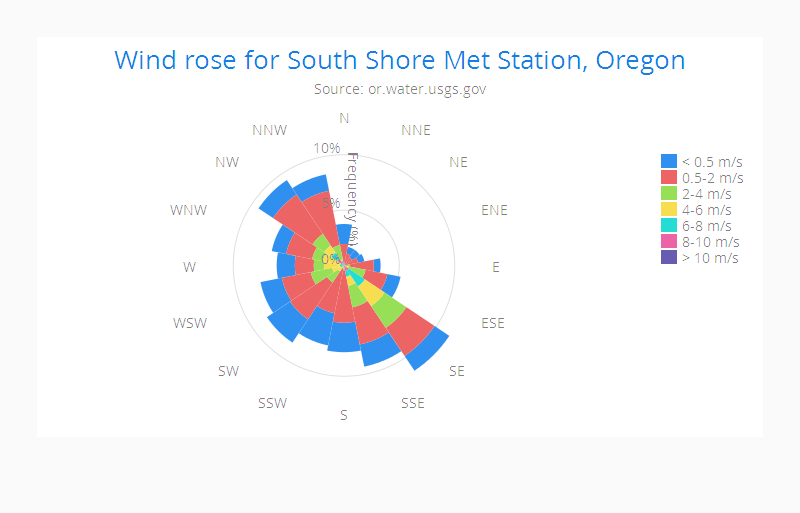 Wind rose for South Shore Met Station, Oregon
Source: or.water.usgs.gov
N
NNE
NE
ENE
E
ESE
SE
SSE
S
SSW
SW
WSW
W
WNW
NW
NNW
10%
5%
0%
Frequency (%)
< 0.5 m/s
0.5-2 m/s
2-4 m/s
4-6 m/s
6-8 m/s
8-10 m/s
> 10 m/s